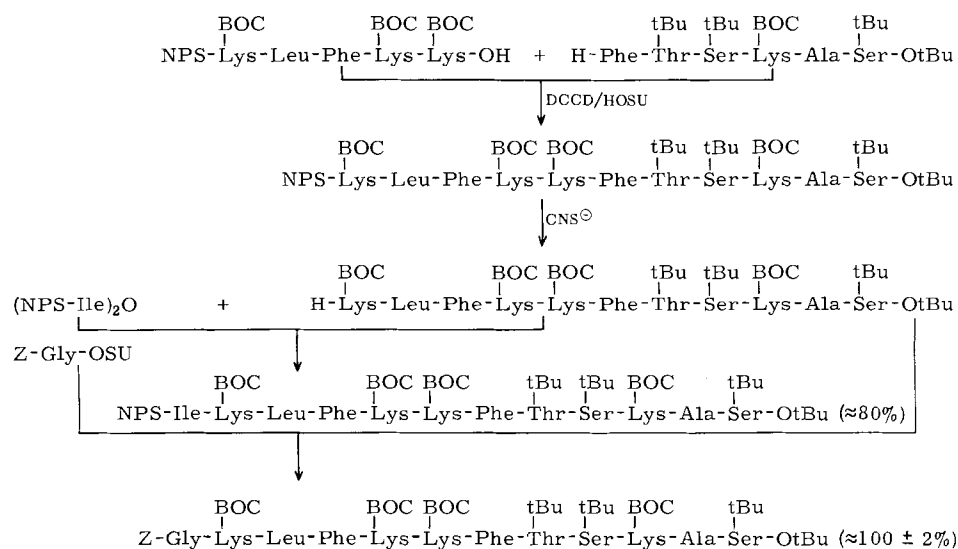 BOC BOC BOC tBu tBu BOC tBu
NPS-Lys-Leu-Phe-Lys-Lys-OH + H-Phe-Thr-Ser-Lys-Ala-Ser-OtBu
DCCD/HOSU
BOC BOC BOC tBu tBu BOC tBu
NPS-Lys-Leu-Phe-Lys-Lys-Phe-Thr-Ser-Lys-Ala-Ser-OtBu
CNS⊖
BOC BOC BOC tBu tBu BOC tBu
(NPS-Ile)₂O + H-Lys-Leu-Phe-Lys-Lys-Phe-Thr-Ser-Lys-Ala-Ser-OtBu
Z-Gly-OSU
BOC BOC BOC tBu tBu BOC tBu
NPS-Ile-Lys-Leu-Phe-Lys-Lys-Phe-Thr-Ser-Lys-Ala-Ser-OtBu (≈80%)
BOC BOC BOC tBu tBu BOC tBu
Z-Gly-Lys-Leu-Phe-Lys-Lys-Phe-Thr-Ser-Lys-Ala-Ser-OtBu (≈100 ± 2%)